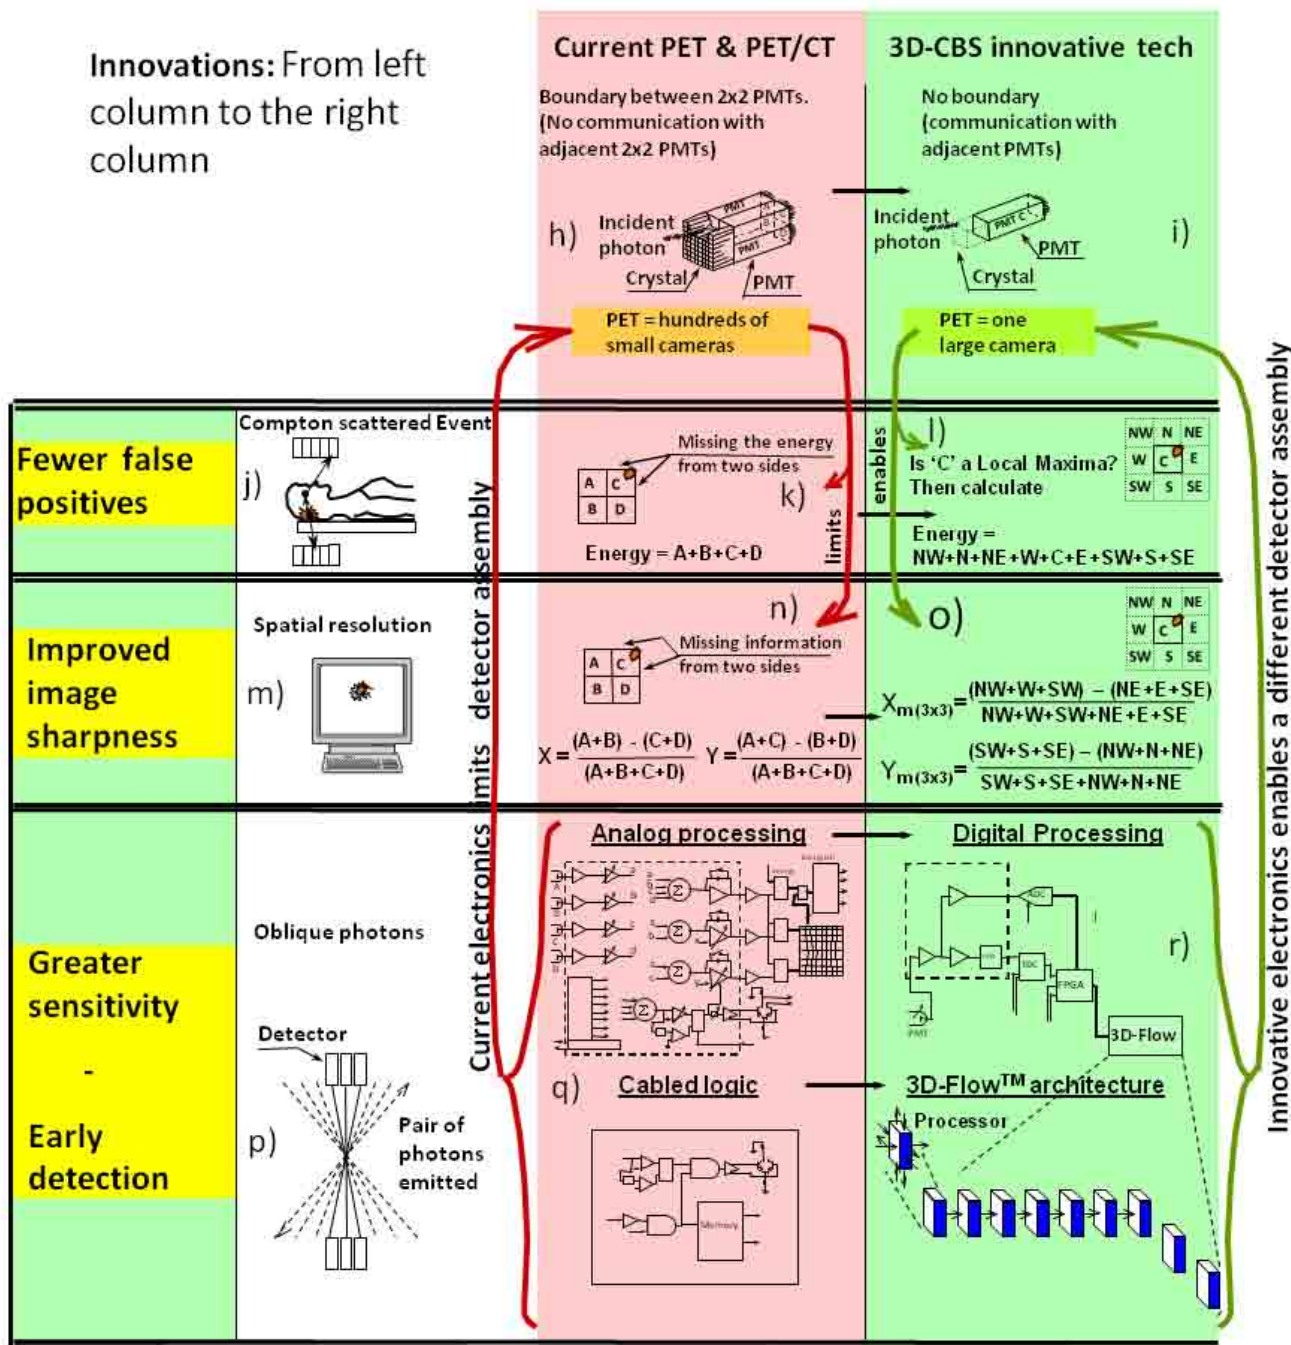 Innovations: From left
column to the right
column
Current PET & PET/CT
3D-CBS innovative tech
Boundary between 2x2 PMTs.
(No communication with
adjacent 2x2 PMTs)
No boundary
(communication with
adjacent PMTs)
h)
Incident
photon
PMT
PMT
Crystal
PMT
Incident
photon
PMT C
i)
PMT
Crystal
PET = hundreds of
small cameras
PET = one
large camera
Current electronics limits detector assembly
Innovative electronics enables a different detector assembly
limits
enables
Fewer false
positives
Compton scattered Event
j)
Missing the energy
from two sides
A C
B D
k)
Energy = A+B+C+D
l)
Is ‘C’ a Local Maxima?
Then calculate
NW N NE
W C E
SW S SE
Energy =
NW+N+NE+W+C+E+SW+S+SE
Improved
image
sharpness
Spatial resolution
m)
n)
Missing information
from two sides
A C
B D
X = (A+B) - (C+D)
(A+B+C+D)
Y = (A+C) - (B+D)
(A+B+C+D)
o)
NW N NE
W C E
SW S SE
Xm(3x3) = (NW+W+SW) – (NE+E+SE)
NW+W+SW+NE+E+SE
Ym(3x3) = (SW+S+SE) – (NW+N+NE)
SW+S+SE+NW+N+NE
Greater
sensitivity
-
Early
detection
Oblique photons
Detector
p)
Pair of
photons
emitted
Analog processing
Σ
Σ
Σ
Σ
q)
Cabled logic
Memory
Digital Processing
ADC
FPGA
PMT
r)
3D-Flow
3D-Flow™ architecture
Processor